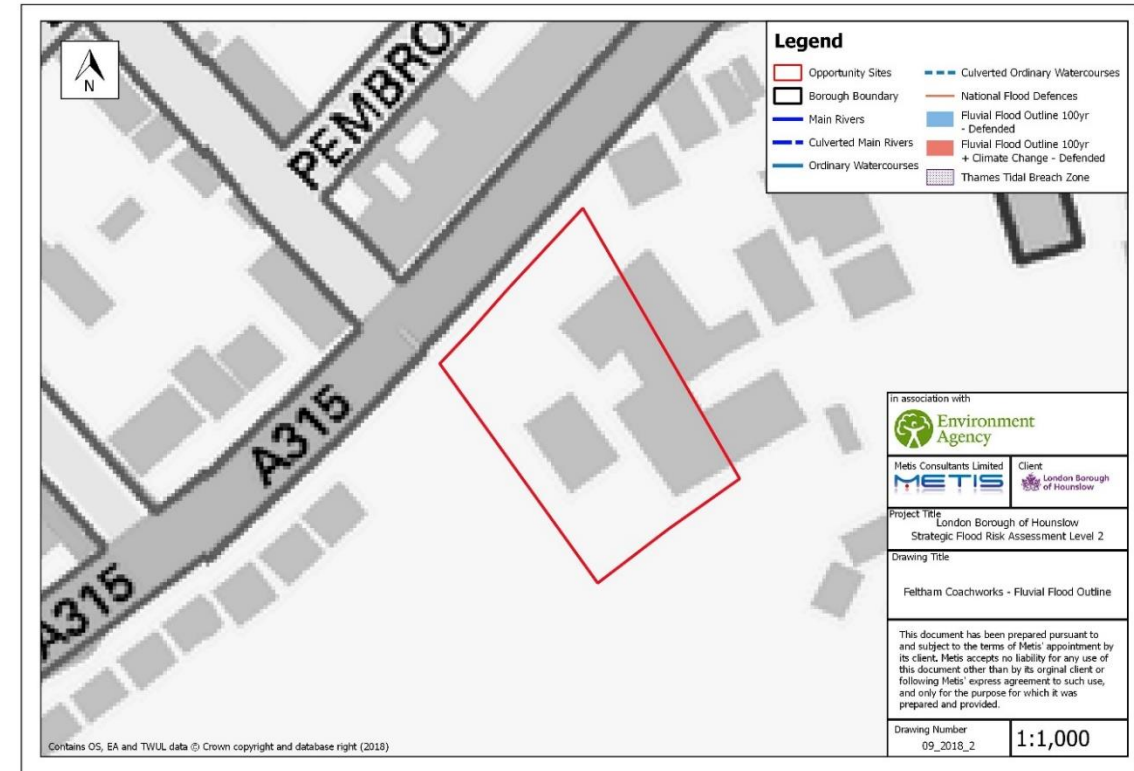 N
PEMBRO
A315
A315
Legend
Opportunity Sites
Borough Boundary
Main Rivers
Culverted Main Rivers
Ordinary Watercourses
Culverted Ordinary Watercourses
National Flood Defences
Fluvial Flood Outline 100yr
- Defended
Fluvial Flood Outline 100yr
+ Climate Change - Defended
Thames Tidal Breach Zone
in association with
Environment
Agency
Metis Consultants Limited
METIS
Client
London Borough
of Hounslow
Project Title
London Borough of Hounslow
Strategic Flood Risk Assessment Level 2
Drawing Title
Feltham Coachworks - Fluvial Flood Outline
This document has been prepared pursuant to
and subject to the terms of Metis' appointment by
its client. Metis accepts no liability for any use of
this document other than by its orginal client or
following Metis' express agreement to such use,
and only for the purpose for which it was
prepared and provided.
Drawing Number
09_2018_2
1:1,000
Contains OS, EA and TWUL data © Crown copyright and database right (2018)